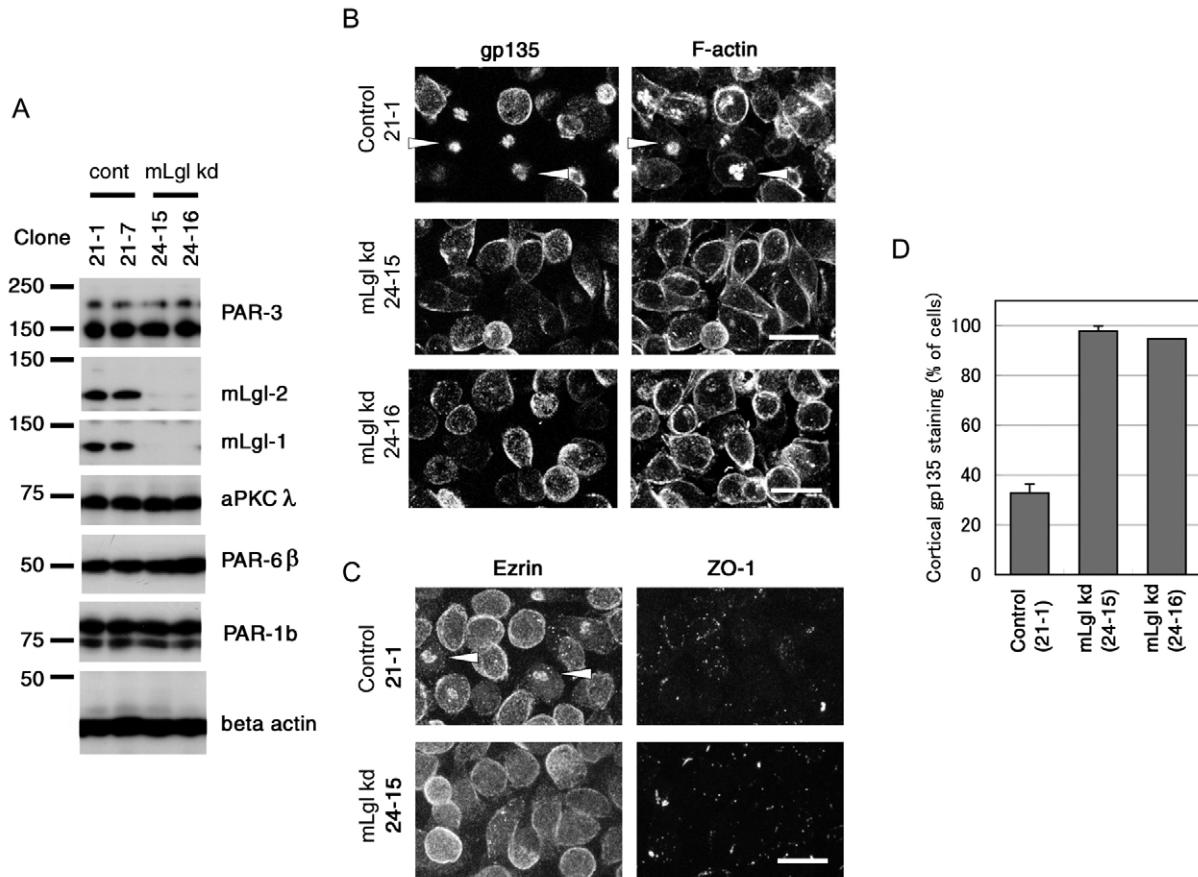 A
cont mLgl kd
Clone 21-1 21-7 24-15 24-16
250
150
PAR-3
150
mLgl-2
150
mLgl-1
75
aPKC λ
50
PAR-6 β
75
PAR-1b
50
beta actin
B
gp135 F-actin
Control
21-1
mLgl kd
24-15
mLgl kd
24-16
C
Ezrin ZO-1
Control
21-1
mLgl kd
24-15
D
Cortical gp135 staining (% of cells)
100
80
60
40
20
0
Control
(21-1)
mLgl kd
(24-15)
mLgl kd
(24-16)